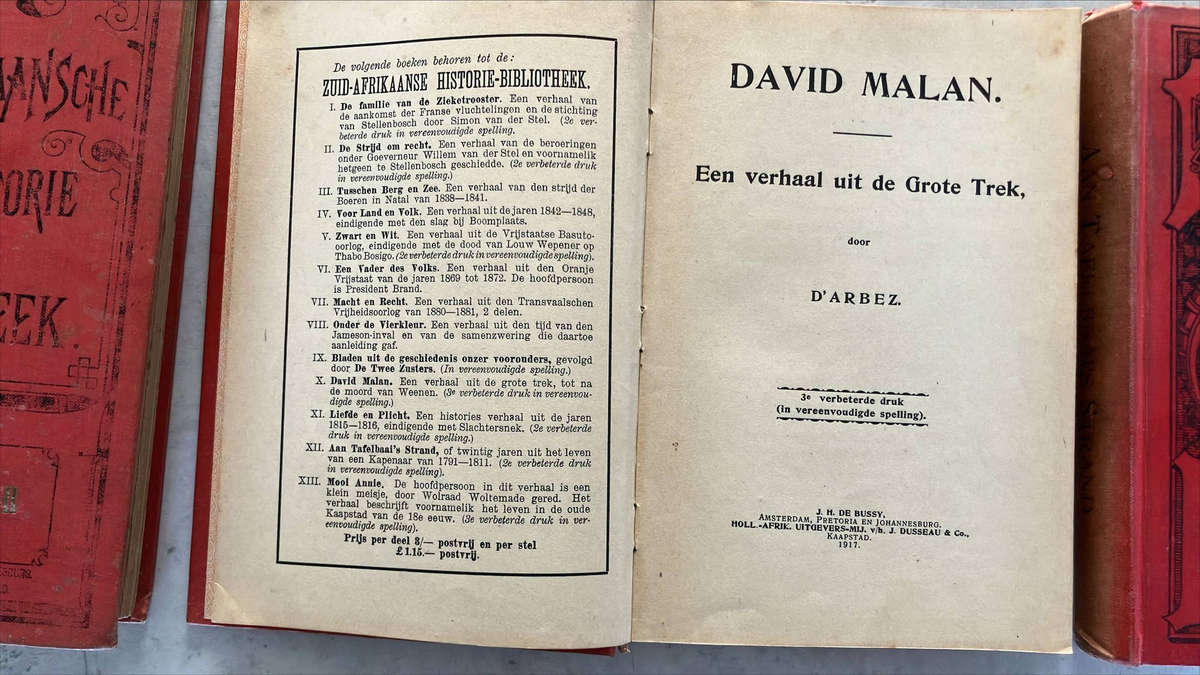 ANSCHE
ORIE
EEK.
De volgende boeken behoren tot de:
ZUID-AFRIKAANSE HISTORIE-BIBLIOTHEEK.
I. De familie van de Zieketrooster. Een verhaal van
de aankomst der Franse vluchtelingen en de stichting
van Stellenbosch door Simon van der Stel. (2e ver-
beterde druk in vereenvoudigde spelling.
II. De Strijd om recht. Een verhaal van de beroeringen
onder Goeverneur Willem van der Stel en voornamelik
hetgeen te Stellenbosch geschiedde. (2e verbeterde druk
in vereenvoudigde spelling.)
III. Tusschen Berg en Zee. Een verhaal van den strijd der
Boeren in Natal van 1838—1841.
IV. Voor Land en Volk. Een verhaal uit de jaren 1842—1848,
eindigende met den slag bij Boomplaats.
V. Zwart en Wit. Een verhaal uit de Vrijstaatse Basuto-
oorlog, eindigende met de dood van Louw Wepener op
Thabo Bosigo. (2e verbeterde druk in vereenvoudigde spelling).
VI. Een Vader des Volks. Een verhaal uit den Oranje
Vrijstaat van de jaren 1869 tot 1872. De hoofdpersoon
is President Brand.
VII. Macht en Recht. Een verhaal uit den Transvaalschen
Vrijheidsoorlog van 1880—1881, 2 delen.
VIII. Onder de Vierkleur. Een verhaal uit den tijd van den
Jameson-inval en van de samenzwering die daartoe
aanleiding gaf.
IX. Bladen uit de geschiedenis onzer voorouders, gevolgd
door De Twee Zusters. (In vereenvoudigde spelling.)
X. David Malan. Een verhaal uit de grote trek, tot na
de moord van Weenen. (3e verbeterde druk in vereenvou-
digde spelling.)
XI. Liefde en Plicht. Een histories verhaal uit de jaren
1815—1816, eindigende met Slachtersnek. (2e verbeterde
druk in vereenvoudigde spelling.)
XII. Aan Tafelbaai's Strand, of twintig jaren uit het leven
van een Kapenaar van 1791—1811. (2e verbeterde druk
in vereenvoudigde spelling).
XIII. Mooi Annie. De hoofdpersoon in dit verhaal is een
klein meisje, door Wolraad Woltemade gered. Het
verhaal beschrijft voornamelik het leven in de oude
Kaapstad van de 18e eeuw. (3e verbeterde druk in ver-
eenvoudigde spelling).
Prijs per deel 3/— postvrij en per stel
£1.15.— postvrij.
DAVID MALAN.
Een verhaal uit de Grote Trek,
door
D'ARBEZ.
3e verbeterde druk
(in vereenvoudigde spelling).
J. H. DE BUSSY,
AMSTERDAM, PRETORIA EN JOHANNESBURG.
HOLL.-AFRIK. UITGEVERS-MIJ. v/h. J. DUSSEAU & Co.,
KAAPSTAD.
1917.